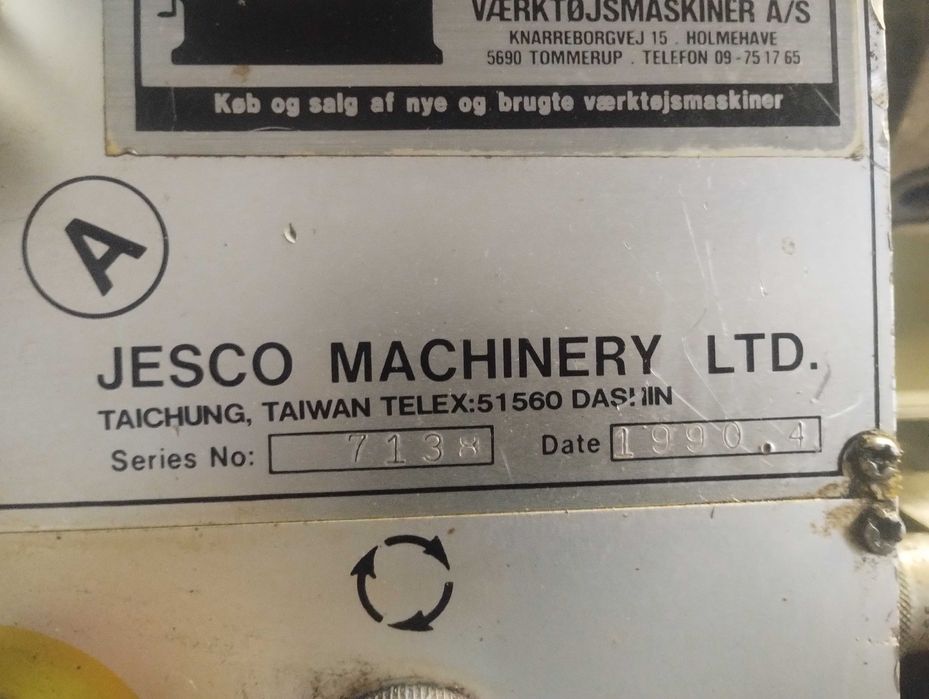 VÆRKTØJSMASKINER A/S
KNARREBORGVEJ 15 . HOLMEHAVE
5690 TOMMERUP . TELEFON 09-75 17 65
Køb og salg af nye og brugte værktøjsmaskiner
A
JESCO MACHINERY LTD.
TAICHUNG, TAIWAN TELEX:51560
Series No: 7138 Date 1990.4